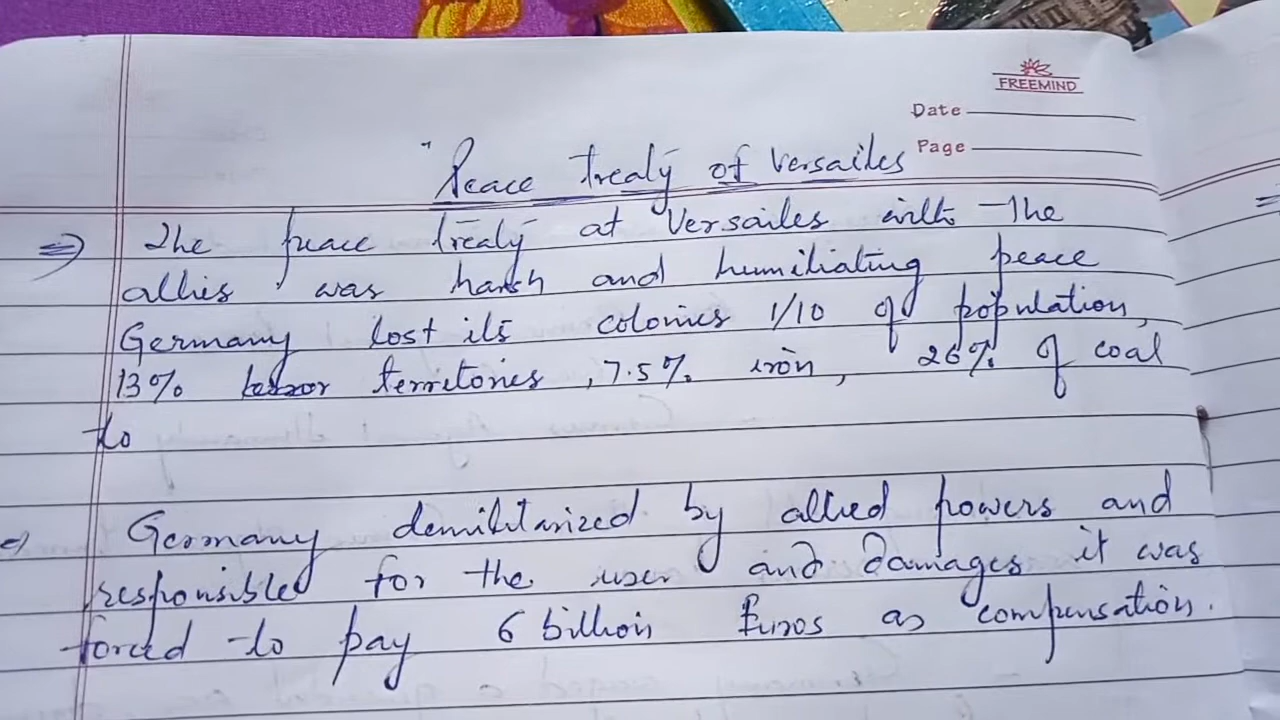 FREEMIND
Date
Page
"Peace treaty of Versailes
⇒ The peace treaty at Versailes with the
allies was harsh and humiliating peace
Germany lost its colonies 1/10 of population,
13% territories, 7.5% iron, 26% of coal
to
⇒ Germany demilitarized by allied powers and
responsible for the and damages it was
forced to pay 6 billion Euros as compensation.